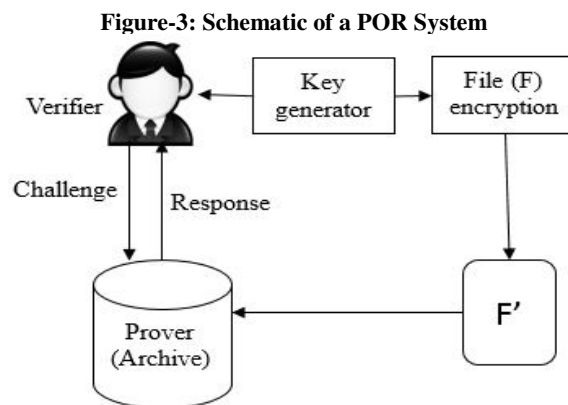 Figure-3: Schematic of a POR System
Verifier
Key
generator
File (F)
encryption
Challenge
Response
Prover
(Archive)
F'